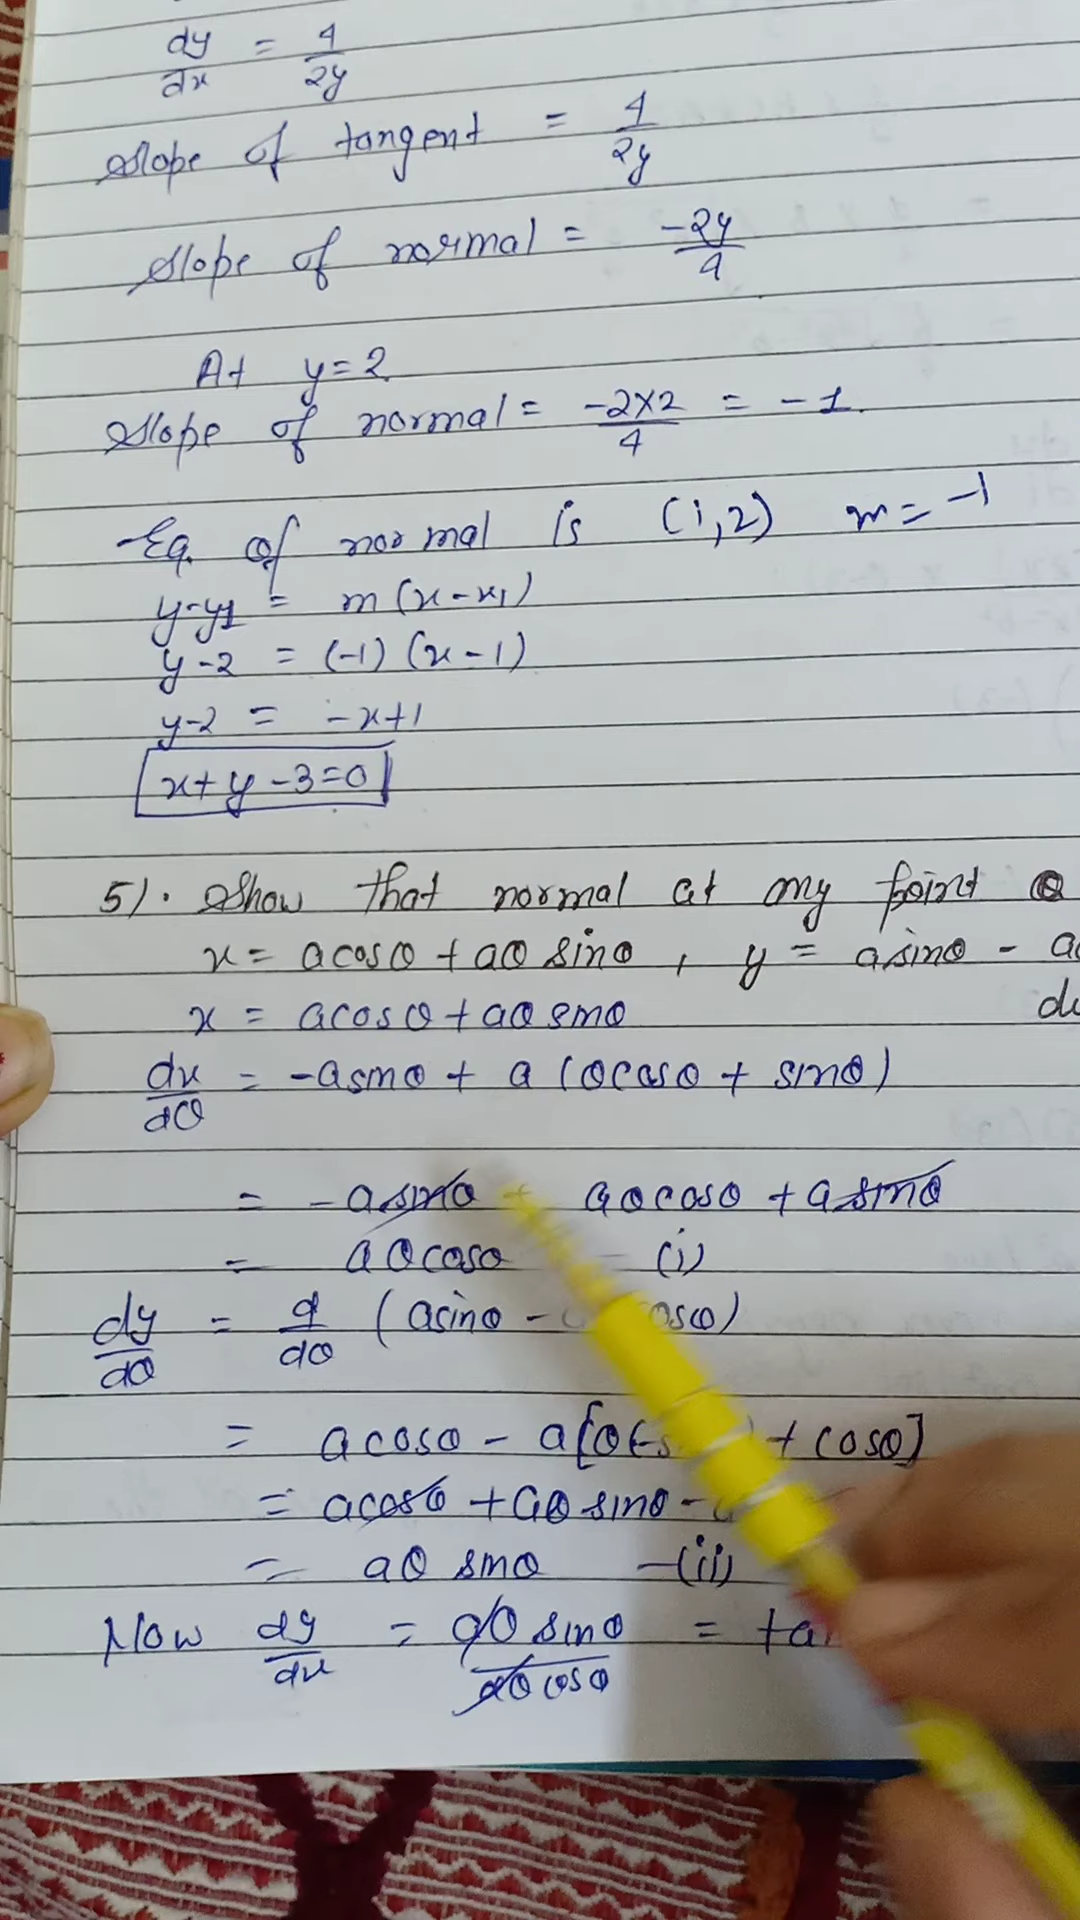 dy/dx = 4/2y
Slope of tangent = 4/2y
Slope of normal = -2y/4
At y=2
Slope of normal = -2×2/4 = -1.
Eq. of normal is (1,2) m = -1
y-y1 = m(x-x1)
y-2 = (-1) (x-1)
y-2 = -x+1
x+y-3=0
5). Show that normal at any point θ
x = acosθ + aθ sinθ , y = asinθ -
x = acosθ + aθ sinθ
dx/dθ = -asinθ + a (θcosθ + sinθ)
= -asinθ + aθcosθ + asinθ
= aθcosθ - (i)
dy/dθ = d/dθ (asinθ - cosθ)
= acosθ - a[θ(-s ) + cosθ]
= acosθ + aθ sinθ -
= aθ sinθ -(ii)
Now dy/dx = aθ sinθ/aθ cosθ =